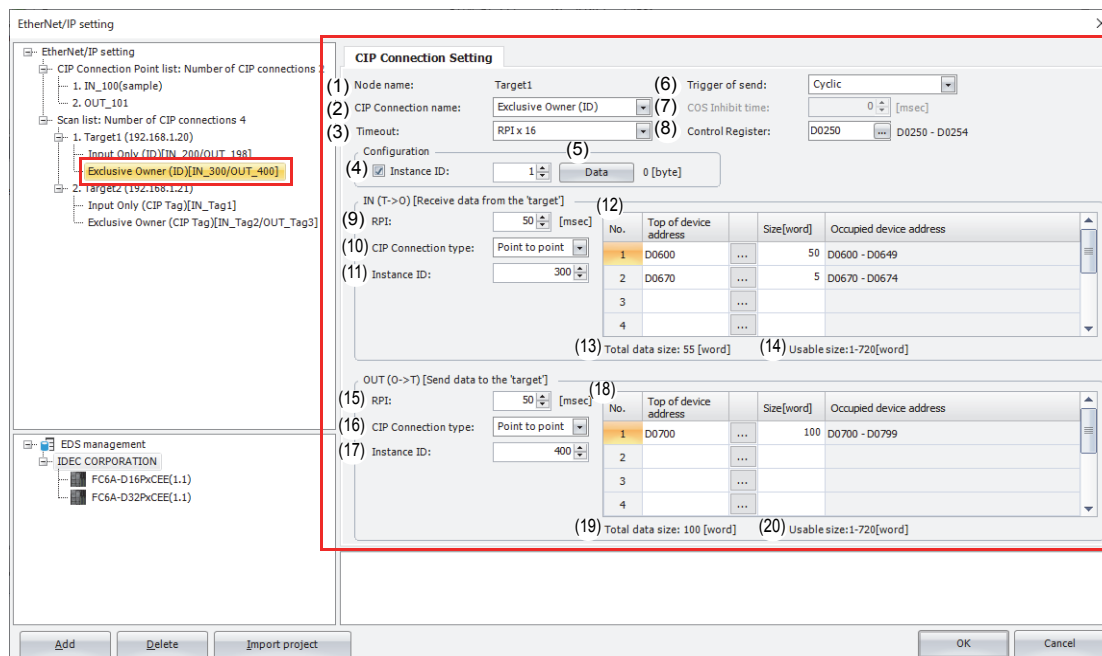 EtherNet/IP setting
EtherNet/IP setting
CIP Connection Point list: Number of CIP connections 2
1. IN_100(sample)
2. OUT_101
Scan list: Number of CIP connections 4
1. Target1 (192.168.1.20)
Input Only (ID)[IN_200/OUT_198]
Exclusive Owner (ID)[IN_300/OUT_400]
2. Target2 (192.168.1.21)
Input Only (CIP Tag)[IN_Tag1]
Exclusive Owner (CIP Tag)[IN_Tag2/OUT_Tag3]
EDS management
IDEC CORPORATION
FC6A-D16PxCEE(1.1)
FC6A-D32PxCEE(1.1)
CIP Connection Setting
(1) Node name: Target1 (6) Trigger of send: Cyclic
(2) CIP Connection name: Exclusive Owner (ID) (7) COS Inhibit time: 0 [msec]
(3) Timeout: RPI x 16 (8) Control Register: D0250 ... D0250 - D0254
Configuration (5)
(4) Instance ID: 1 Data 0 [byte]
IN (T->O) [Receive data from the 'target'] (12)
(9) RPI: 50 [msec]
(10) CIP Connection type: Point to point
(11) Instance ID: 300
No. Top of device address Size[word] Occupied device address
1 D0600 ... 50 D0600 - D0649
2 D0670 ... 5 D0670 - D0674
3 ...
4 ...
(13) Total data size: 55 [word] (14) Usable size:1-720[word]
OUT (O->T) [Send data to the 'target'] (18)
(15) RPI: 50 [msec]
(16) CIP Connection type: Point to point
(17) Instance ID: 400
No. Top of device address Size[word] Occupied device address
1 D0700 ... 100 D0700 - D0799
2 ...
3 ...
4 ...
(19) Total data size: 100 [word] (20) Usable size:1-720[word]
Add Delete Import project OK Cancel